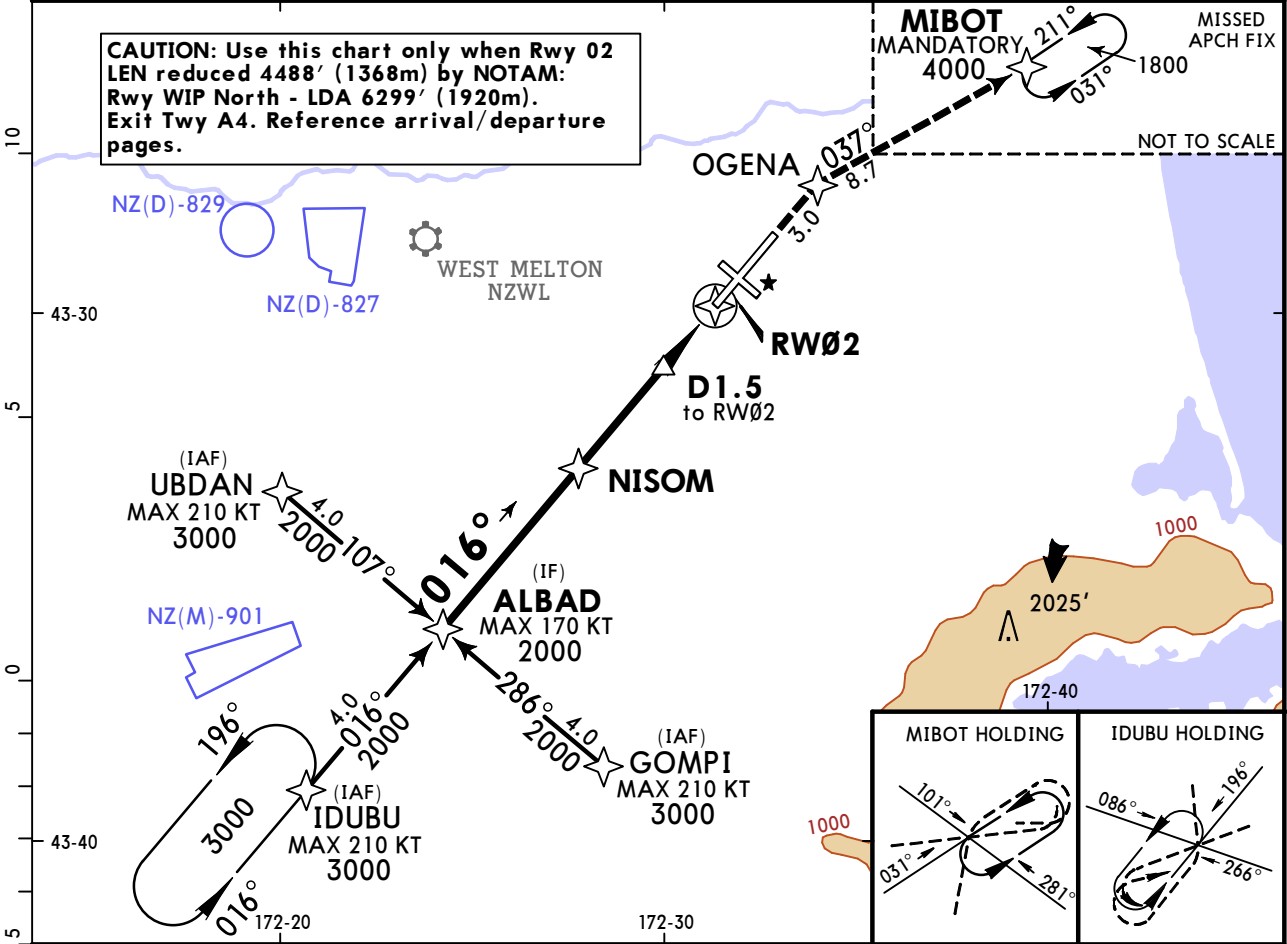 CAUTION: Use this chart only when Rwy 02
LEN reduced 4488' (1368m) by NOTAM:
Rwy WIP North - LDA 6299' (1920m).
Exit Twy A4. Reference arrival/departure
pages.
MIBOT
MANDATORY
4000
211°
031°
1800
MISSED
APCH FIX
NOT TO SCALE
10
OGENA
037°
8.7
3.0
NZ(D)-829
NZ(D)-827
WEST MELTON
NZWL
43-30
RWØ2
D1.5
to RWØ2
5
NISOM
(IAF)
UBDAN
MAX 210 KT
3000
4.0
2000
107°
016°
(IF)
ALBAD
MAX 170 KT
2000
1000
2025'
172-40
NZ(M)-901
0
286°
4.0
2000
(IAF)
GOMPI
MAX 210 KT
3000
4.0
016°
2000
196°
3000
016°
(IAF)
IDUBU
MAX 210 KT
3000
43-40
1000
5
172-20
172-30
MIBOT HOLDING
101°
031°
281°
IDUBU HOLDING
086°
196°
266°